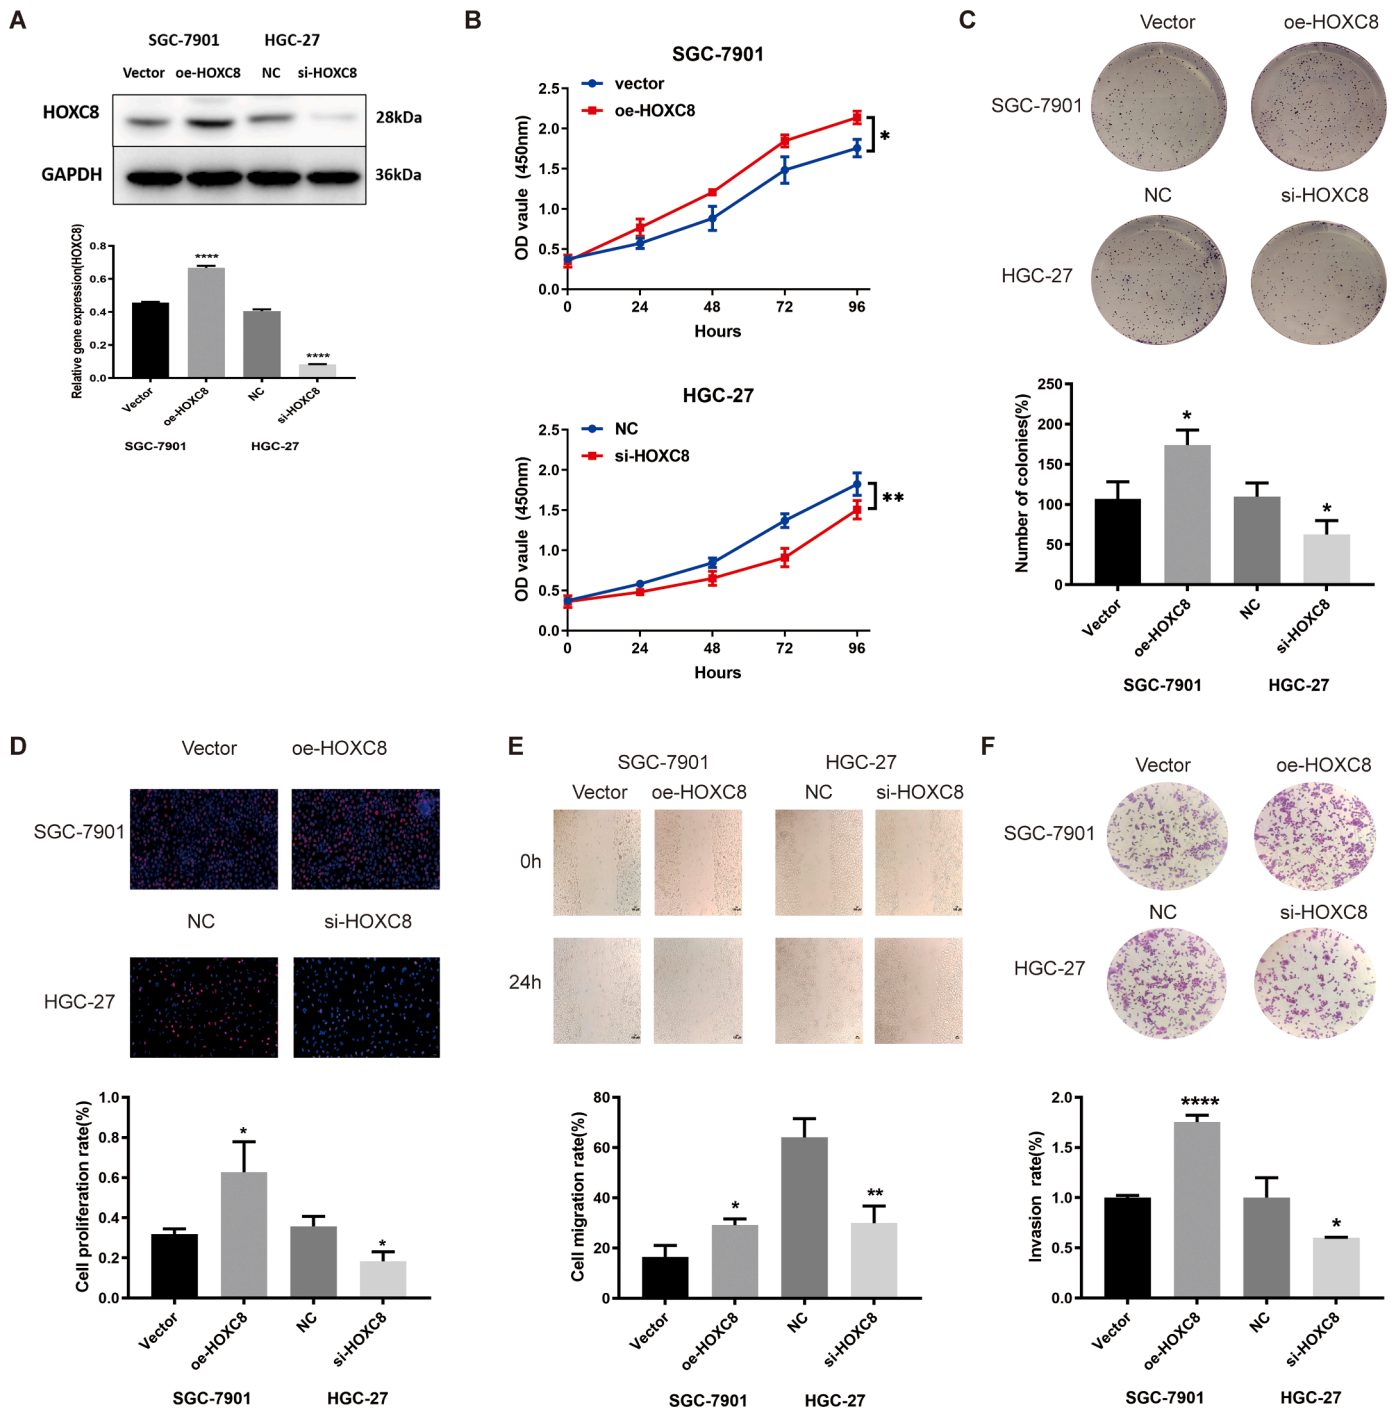 A
SGC-7901 HGC-27
Vector oe-HOXC8 NC si-HOXC8
HOXC8 28kDa
GAPDH 36kDa
Relative gene expression(HOXC8)
0.8
0.6
0.4
0.2
0.0
**** ****
Vector oe-HOXC8 NC si-HOXC8
SGC-7901 HGC-27
B
SGC-7901
vector
oe-HOXC8
OD vaule (450nm)
2.5
2.0
1.5
1.0
0.5
0.0
*
0 24 48 72 96
Hours
HGC-27
NC
si-HOXC8
OD vaule (450nm)
2.5
2.0
1.5
1.0
0.5
0.0
**
0 24 48 72 96
Hours
C
Vector oe-HOXC8
SGC-7901
NC si-HOXC8
HGC-27
Number of colonies(%)
250
200
150
100
50
0
* *
Vector oe-HOXC8 NC si-HOXC8
SGC-7901 HGC-27
D
Vector oe-HOXC8
SGC-7901
NC si-HOXC8
HGC-27
Cell proliferation rate(%)
1.0
0.8
0.6
0.4
0.2
0.0
* *
Vector oe-HOXC8 NC si-HOXC8
SGC-7901 HGC-27
E
SGC-7901 HGC-27
Vector oe-HOXC8 NC si-HOXC8
0h
24h
Cell migration rate(%)
80
60
40
20
0
* **
Vector oe-HOXC8 NC si-HOXC8
SGC-7901 HGC-27
F
Vector oe-HOXC8
SGC-7901
NC si-HOXC8
HGC-27
Invasion rate(%)
2.0
1.5
1.0
0.5
0.0
**** *
Vector oe-HOXC8 NC si-HOXC8
SGC-7901 HGC-27